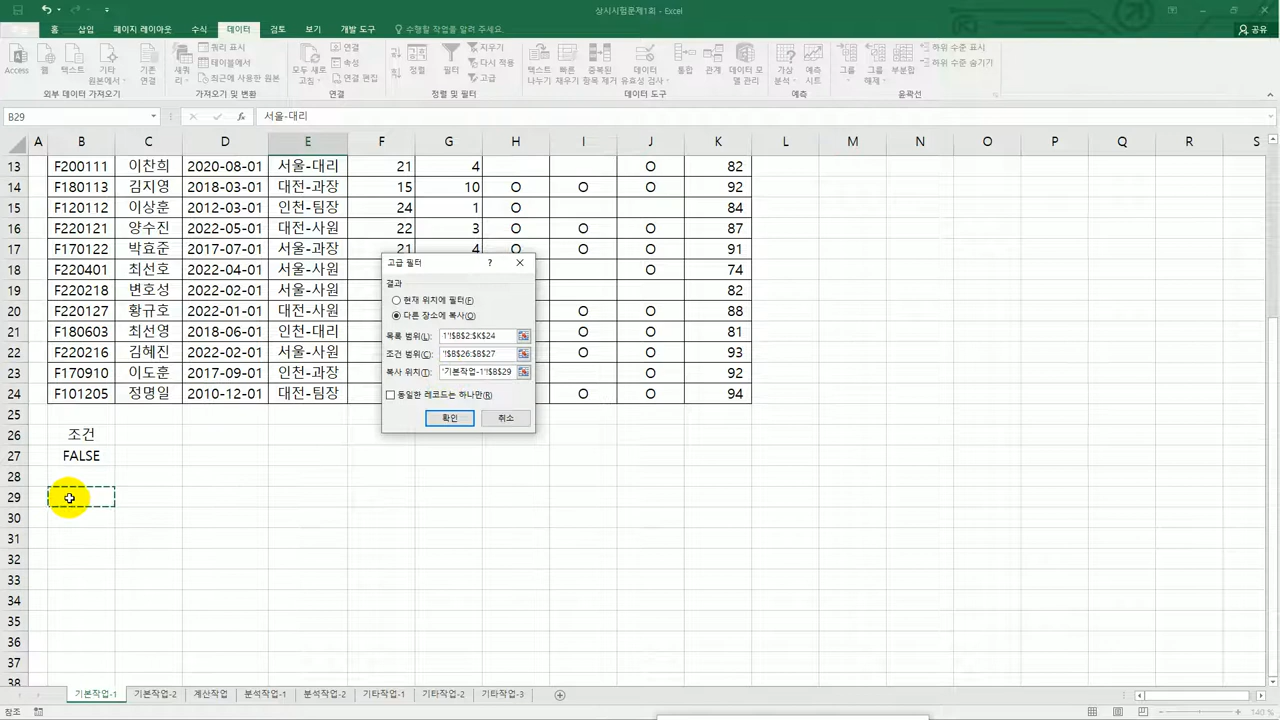 상시시험문제1회 - Excel
홈 삽입 페이지 레이아웃 수식 데이터 검토 보기 개발 도구 수행할 작업을 알려 주세요. 공유
Access 웹 텍스트 기타 원본에서 기존 연결 새쿼리 쿼리 표시 테이블에서 최근에 사용한 원본 모두 새로 고침 연결 속성 연결 편집 정렬 필터 지우기 다시 적용 고급 텍스트 나누기 빠른 채우기 중복된 항목 제거 데이터 유효성 검사 통합 관계 데이터 모델 관리 가상 분석 예측 시트 그룹 그룹 해제 부분합 하위 수준 표시 하위 수준 숨기기
외부 데이터 가져오기 가져오기 및 변환 연결 정렬 및 필터 데이터 도구 예측 윤곽선
B29 서울-대리
A B C D E F G H I J K L M N O P Q R S
13 F200111 이찬희 2020-08-01 서울-대리 21 4 O 82
14 F180113 김지영 2018-03-01 대전-과장 15 10 O O O 92
15 F120112 이상훈 2012-03-01 인천-팀장 24 1 O 84
16 F220121 양수진 2022-05-01 대전-사원 22 3 O O O 87
17 F170122 박효준 2017-07-01 서울-과장 21 4 O O O 91
18 F220401 최선호 2022-04-01 서울-사원 O 74
19 F220218 변호성 2022-02-01 서울-사원 82
20 F220127 황규호 2022-01-01 대전-사원 O O 88
21 F180603 최선영 2018-06-01 인천-대리 O O 81
22 F220216 김혜진 2022-02-01 서울-사원 O O 93
23 F170910 이도훈 2017-09-01 인천-과장 O 92
24 F101205 정명일 2010-12-01 대전-팀장 O O 94
25
26 조건
27 FALSE
28
29
30
31
32
33
34
35
36
37
38
고급 필터 ?
결과
현재 위치에 필터(F)
다른 장소에 복사(O)
목록 범위(L): 1'!$B$2:$K$24
조건 범위(C): '!$B$26:$B$27
복사 위치(T): '기본작업-1'!$B$29
동일한 레코드는 하나만(R)
확인 취소
기본작업-1 기본작업-2 계산작업 분석작업-1 분석작업-2 기타작업-1 기타작업-2 기타작업-3
참조 140 %